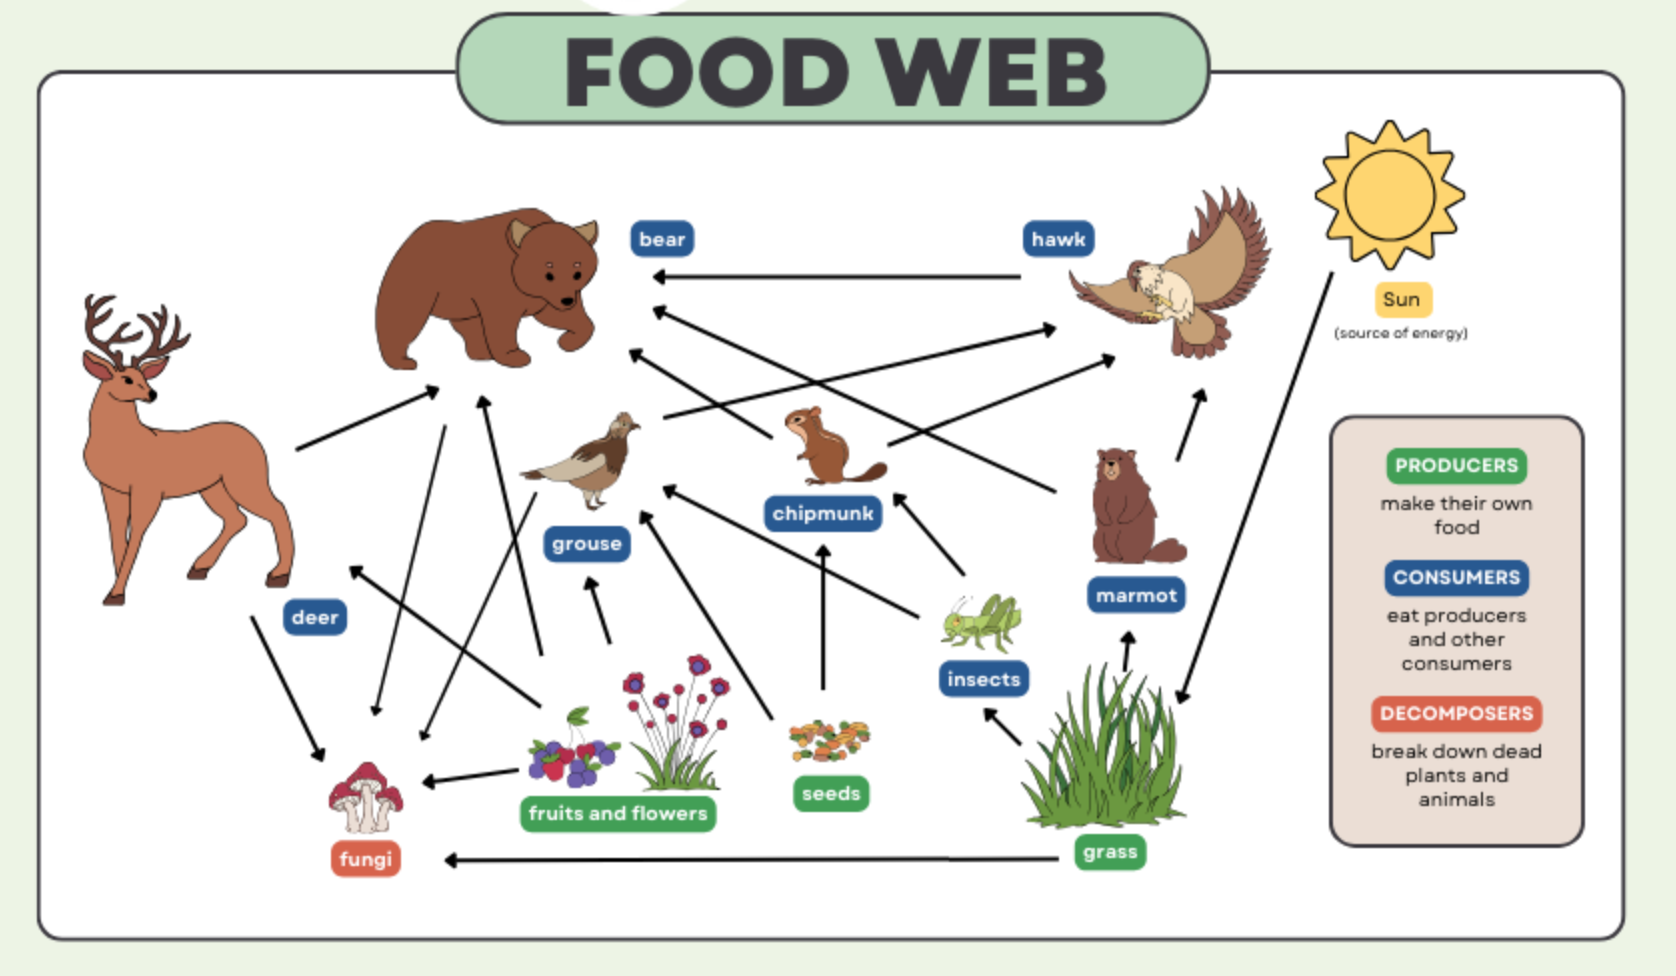 FOOD WEB
bear
hawk
Sun
(source of energy)
PRODUCERS
make their own
food
CONSUMERS
eat producers
and other
consumers
DECOMPOSERS
break down dead
plants and
animals
chipmunk
grouse
marmot
deer
insects
seeds
fruits and flowers
grass
fungi